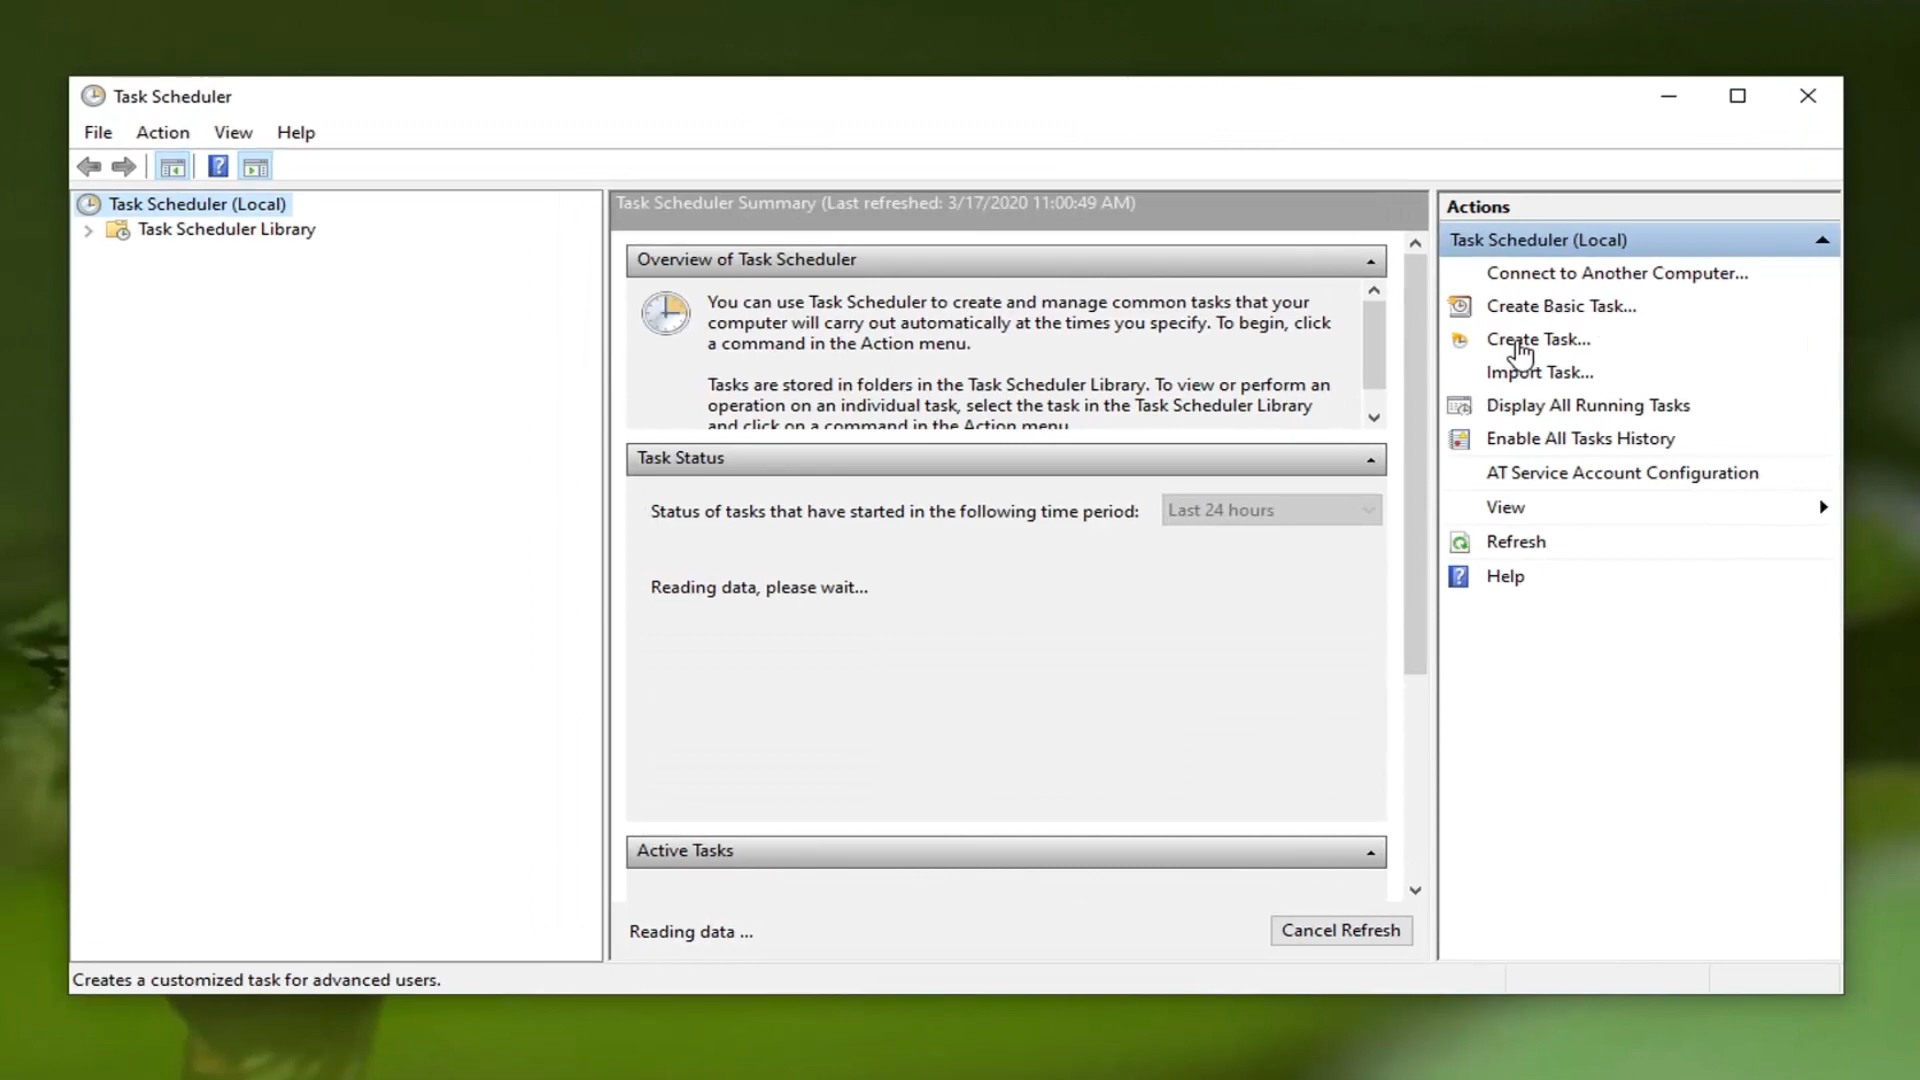 Task Scheduler
File Action View Help
Task Scheduler (Local)
Task Scheduler Library
Task Scheduler Summary (Last refreshed: 3/17/2020 11:00:49 AM)
Overview of Task Scheduler
You can use Task Scheduler to create and manage common tasks that your
computer will carry out automatically at the times you specify. To begin, click
a command in the Action menu.
Tasks are stored in folders in the Task Scheduler Library. To view or perform an
operation on an individual task, select the task in the Task Scheduler Library
and click on a command in the Action menu.
Task Status
Status of tasks that have started in the following time period: Last 24 hours
Reading data, please wait...
Active Tasks
Reading data ...
Cancel Refresh
Actions
Task Scheduler (Local)
Connect to Another Computer...
Create Basic Task...
Create Task...
Import Task...
Display All Running Tasks
Enable All Tasks History
AT Service Account Configuration
View
Refresh
Help
Creates a customized task for advanced users.